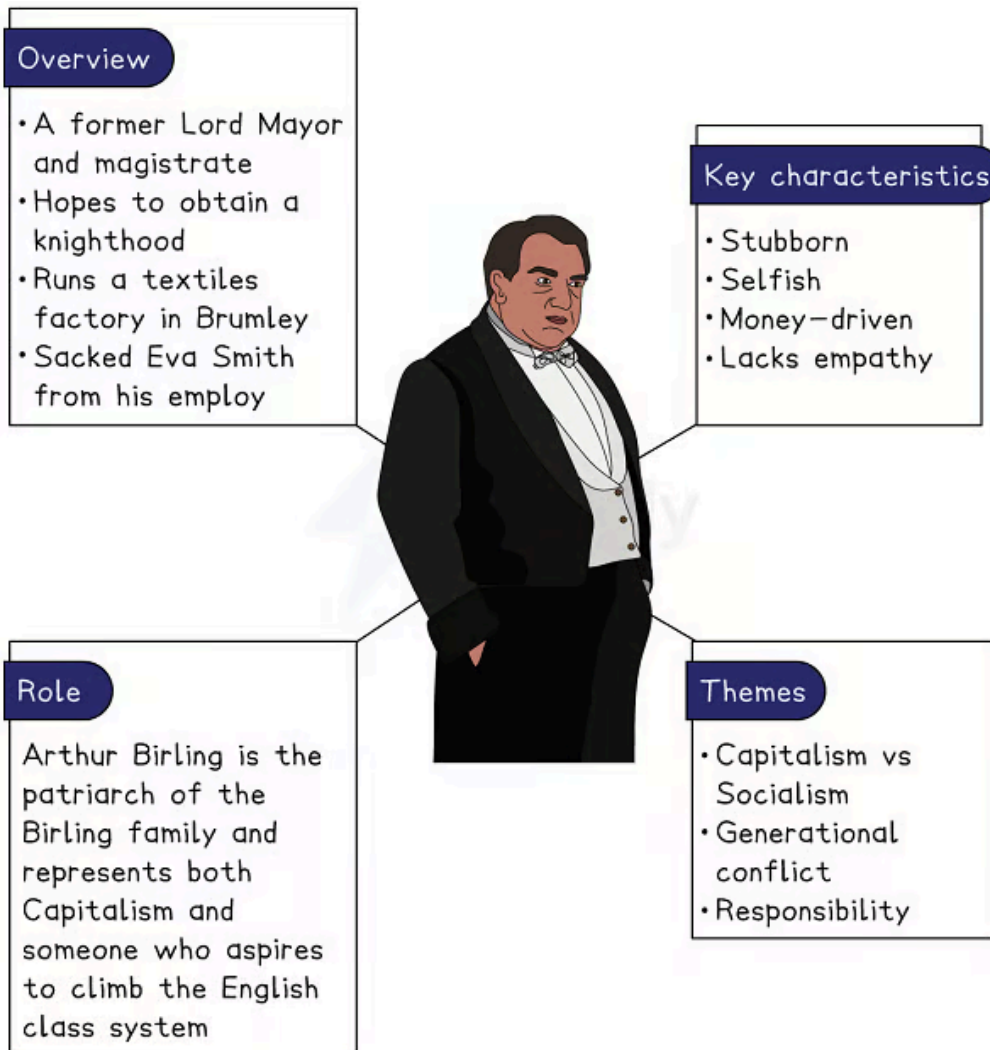 Overview
• A former Lord Mayor
and magistrate
• Hopes to obtain a
knighthood
• Runs a textiles
factory in Brumley
• Sacked Eva Smith
from his employ
Key characteristics
• Stubborn
• Selfish
• Money-driven
• Lacks empathy
Role
Arthur Birling is the
patriarch of the
Birling family and
represents both
Capitalism and
someone who aspires
to climb the English
class system
Themes
• Capitalism vs
Socialism
• Generational
conflict
• Responsibility